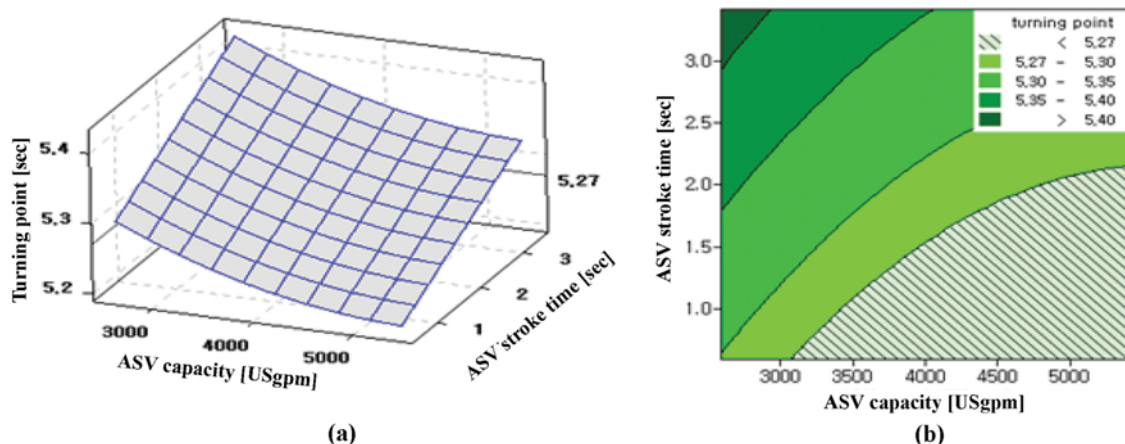 Turning point [sec]
5,4
5,3
5,2
3000
4000
5000
ASV capacity [USgpm]
1
2
3
ASV stroke time [sec]
5,27
(a)
ASV stroke time [sec]
3.0
2.5
2.0
1.5
1.0
turning point
< 5,27
5,27 – 5,30
5,30 – 5,35
5,35 – 5,40
> 5,40
3000 3500 4000 4500 5000
ASV capacity [USgpm]
(b)